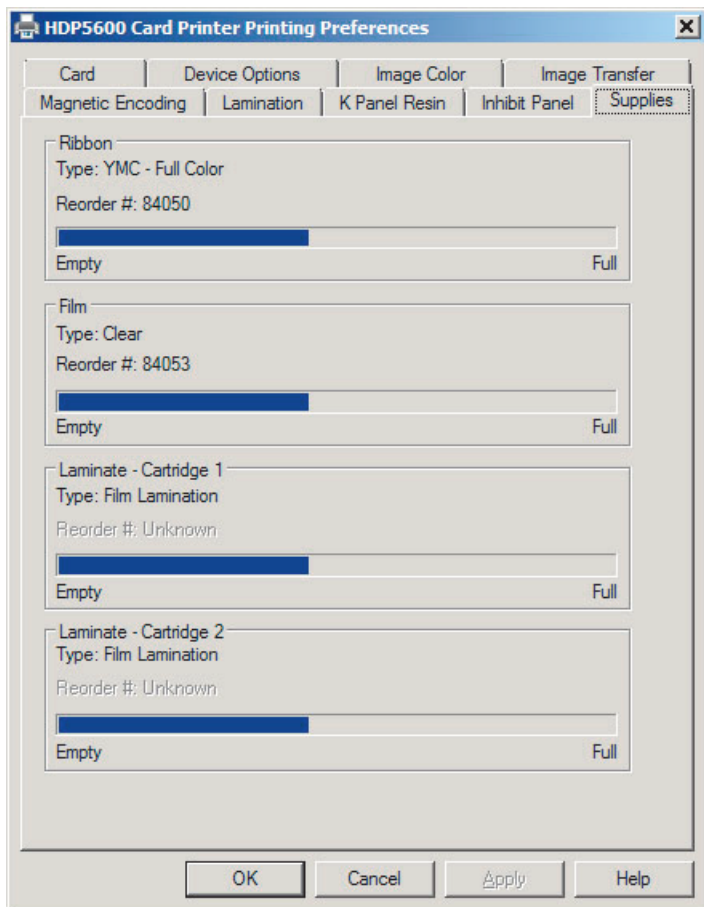 HDP5600 Card Printer Printing Preferences
Card Device Options Image Color Image Transfer
Magnetic Encoding Lamination K Panel Resin Inhibit Panel Supplies
Ribbon
Type: YMC - Full Color
Reorder #: 84050
Empty Full
Film
Type: Clear
Reorder #: 84053
Empty Full
Laminate - Cartridge 1
Type: Film Lamination
Reorder #: Unknown
Empty Full
Laminate - Cartridge 2
Type: Film Lamination
Reorder #: Unknown
Empty Full
OK Cancel Apply Help